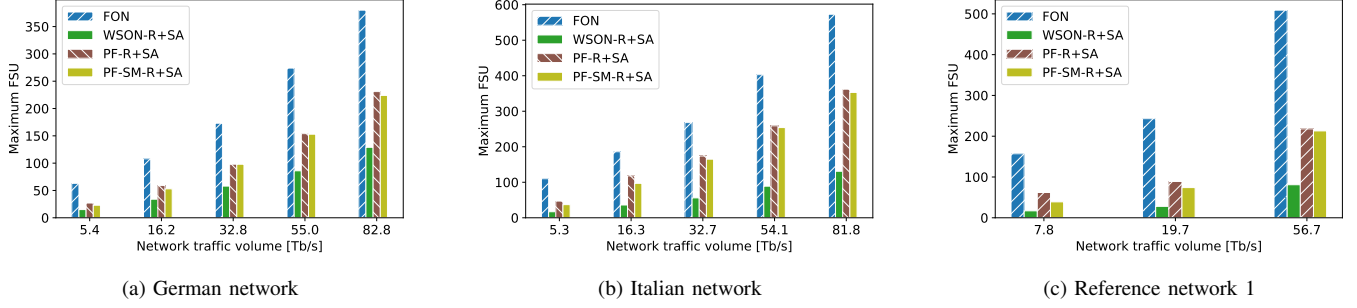 Maximum FSU
350
300
250
200
150
100
50
0
FON
WSON-R+SA
PF-R+SA
PF-SM-R+SA
5.4 16.2 32.8 55.0 82.8
Network traffic volume [Tb/s]
(a) German network
Maximum FSU
600
500
400
300
200
100
0
FON
WSON-R+SA
PF-R+SA
PF-SM-R+SA
5.3 16.3 32.7 54.1 81.8
Network traffic volume [Tb/s]
(b) Italian network
Maximum FSU
500
400
300
200
100
0
FON
WSON-R+SA
PF-R+SA
PF-SM-R+SA
7.8 19.7 56.7
Network traffic volume [Tb/s]
(c) Reference network 1